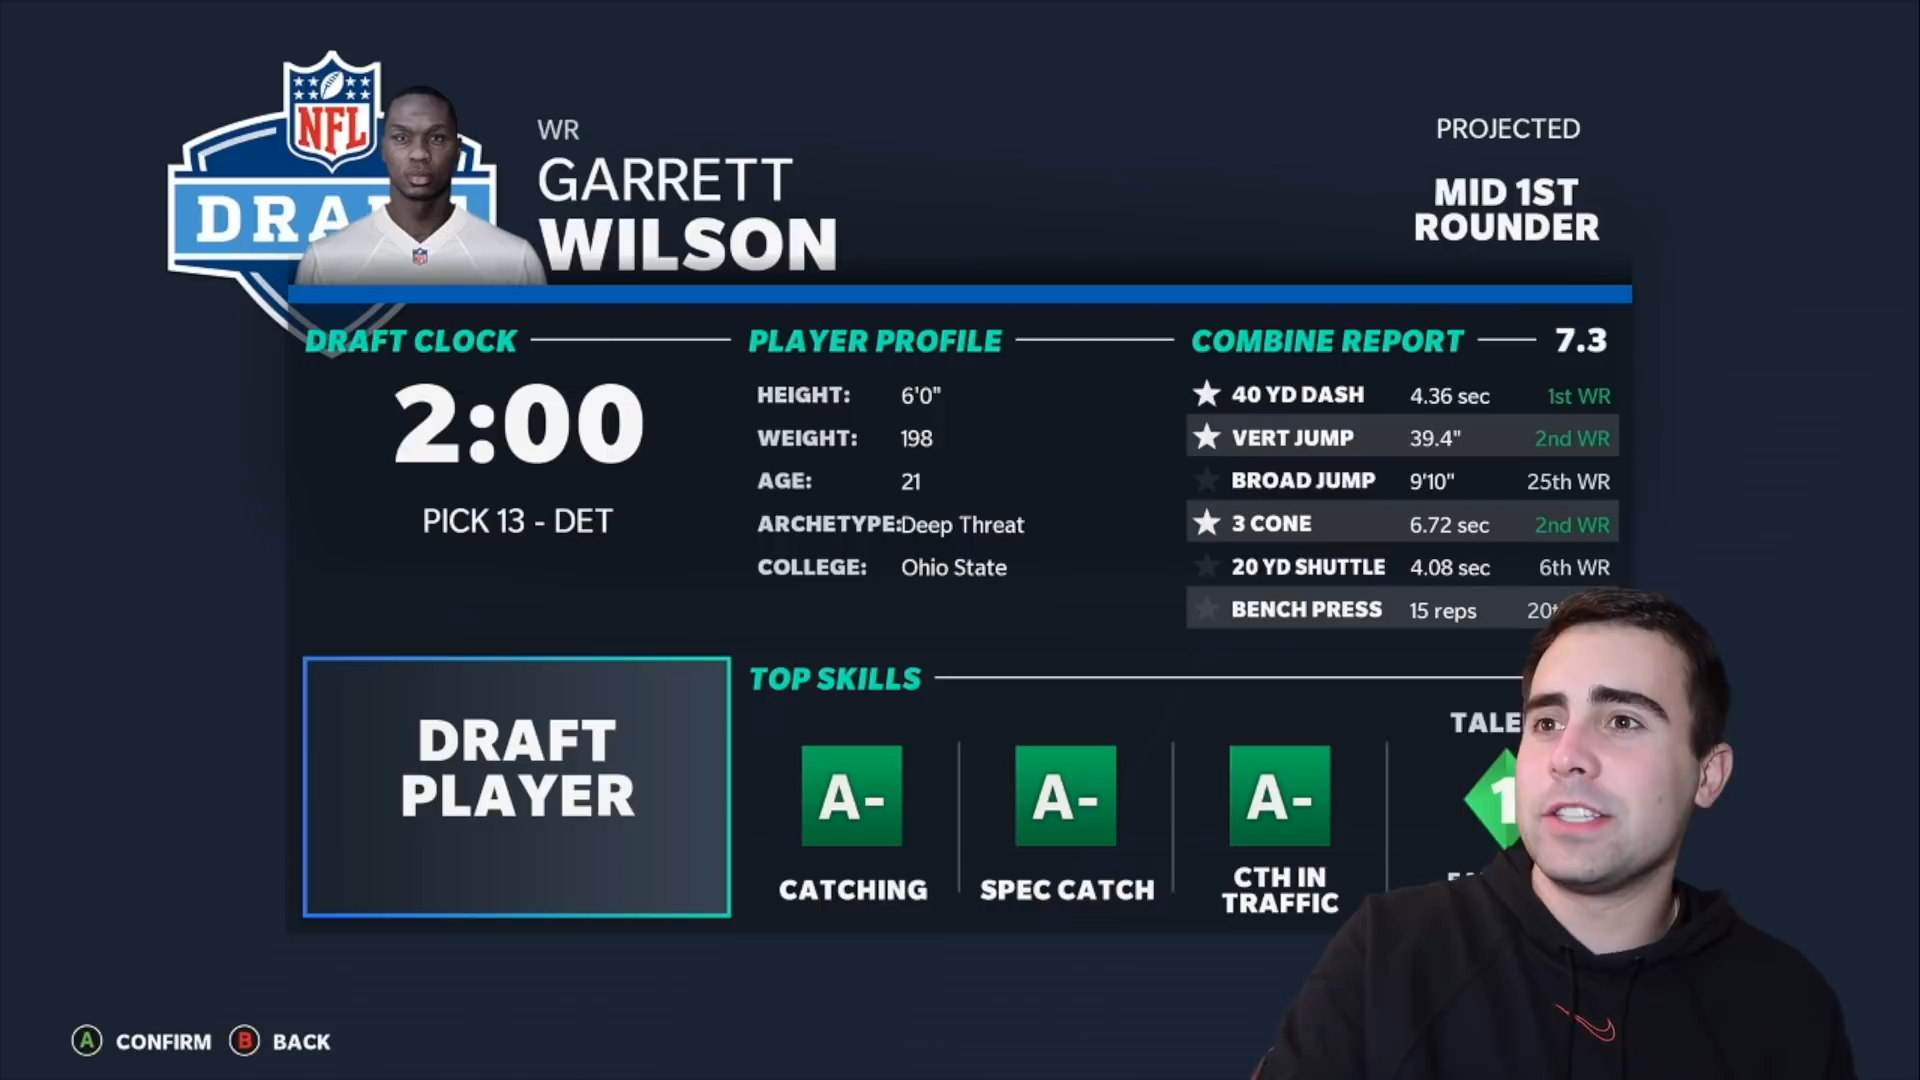 NFL
WR
GARRETT
WILSON
PROJECTED
MID 1ST
ROUNDER
DRAFT CLOCK
2:00
PICK 13 - DET
PLAYER PROFILE
HEIGHT: 6'0"
WEIGHT: 198
AGE: 21
ARCHETYPE: Deep Threat
COLLEGE: Ohio State
COMBINE REPORT 7.3
40 YD DASH 4.36 sec 1st WR
VERT JUMP 39.4" 2nd WR
BROAD JUMP 9'10" 25th WR
3 CONE 6.72 sec 2nd WR
20 YD SHUTTLE 4.08 sec 6th WR
BENCH PRESS 15 reps
DRAFT
PLAYER
TOP SKILLS
A-
CATCHING
A-
SPEC CATCH
A-
CTH IN
TRAFFIC
A CONFIRM B BACK